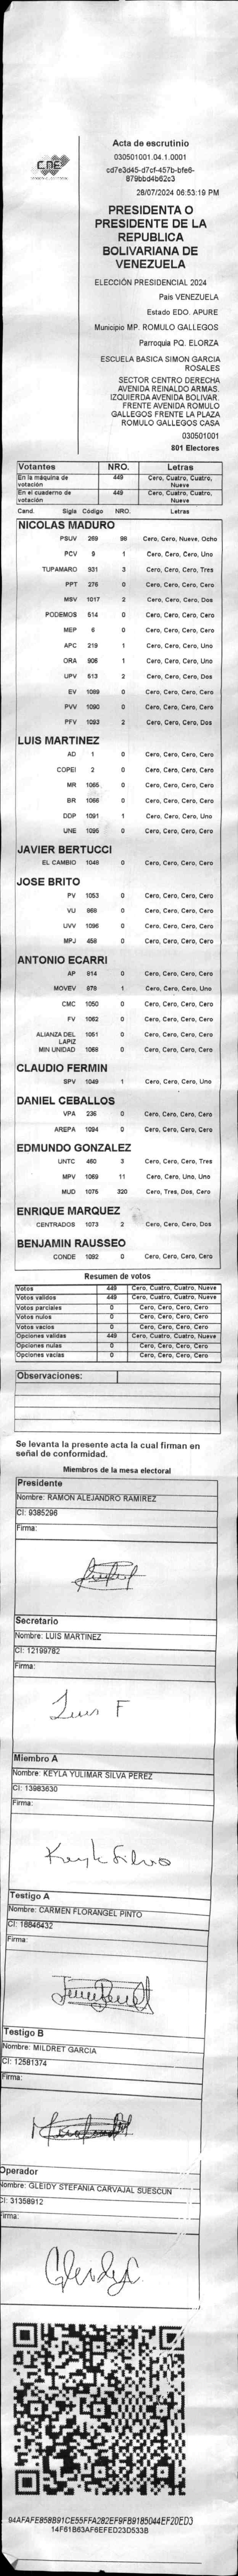 CNE
Acta de escrutinio
030501001.04.1.0001
cd7e3d45-d7cf-457b-bfe6-
879bbd4b62c3
28/07/2024 06:53:19 PM
PRESIDENTA O
PRESIDENTE DE LA
REPUBLICA
BOLIVARIANA DE
VENEZUELA
ELECCIÓN PRESIDENCIAL 2024
Pais VENEZUELA
Estado EDO. APURE
Municipio MP. ROMULO GALLEGOS
Parroquia PQ. ELORZA
ESCUELA BASICA SIMON GARCIA
ROSALES
SECTOR CENTRO DERECHA
AVENIDA REINALDO ARMAS.
IZQUIERDA AVENIDA BOLIVAR.
FRENTE AVENIDA ROMULO
GALLEGOS FRENTE LA PLAZA
ROMULO GALLEGOS CASA
030501001
801 Electores
Votantes NRO. Letras
En la máquina de votación 449 Cero, Cuatro, Cuatro, Nueve
En el cuaderno de votación 449 Cero, Cuatro, Cuatro, Nueve
Cand. Sigla Código NRO. Letras
NICOLAS MADURO
PSUV 269 98 Cero, Cero, Nueve, Ocho
PCV 9 1 Cero, Cero, Cero, Uno
TUPAMARO 931 3 Cero, Cero, Cero, Tres
PPT 276 0 Cero, Cero, Cero, Cero
MSV 1017 2 Cero, Cero, Cero, Dos
PODEMOS 514 0 Cero, Cero, Cero, Cero
MEP 6 0 Cero, Cero, Cero, Cero
APC 219 1 Cero, Cero, Cero, Uno
ORA 906 1 Cero, Cero, Cero, Uno
UPV 513 2 Cero, Cero, Cero, Dos
EV 1089 0 Cero, Cero, Cero, Cero
PVV 1090 0 Cero, Cero, Cero, Cero
PFV 1093 2 Cero, Cero, Cero, Dos
LUIS MARTINEZ
AD 1 0 Cero, Cero, Cero, Cero
COPEI 2 0 Cero, Cero, Cero, Cero
MR 1065 0 Cero, Cero, Cero, Cero
BR 1066 0 Cero, Cero, Cero, Cero
DDP 1091 1 Cero, Cero, Cero, Uno
UNE 1095 0 Cero, Cero, Cero, Cero
JAVIER BERTUCCI
EL CAMBIO 1048 0 Cero, Cero, Cero, Cero
JOSE BRITO
PV 1053 0 Cero, Cero, Cero, Cero
VU 969 0 Cero, Cero, Cero, Cero
UVV 1096 0 Cero, Cero, Cero, Cero
MPJ 458 0 Cero, Cero, Cero, Cero
ANTONIO ECARRI
AP 914 0 Cero, Cero, Cero, Cero
MOVEV 879 1 Cero, Cero, Cero, Uno
CMC 1050 0 Cero, Cero, Cero, Cero
FV 1062 0 Cero, Cero, Cero, Cero
ALIANZA DEL LAPIZ 1061 0 Cero, Cero, Cero, Cero
MIN UNIDAD 1068 0 Cero, Cero, Cero, Cero
CLAUDIO FERMIN
SPV 1049 1 Cero, Cero, Cero, Uno
DANIEL CEBALLOS
VPA 236 0 Cero, Cero, Cero, Cero
AREPA 1094 0 Cero, Cero, Cero, Cero
EDMUNDO GONZALEZ
UNTC 460 3 Cero, Cero, Cero, Tres
MPV 1069 11 Cero, Cero, Uno, Uno
MUD 1075 320 Cero, Tres, Dos, Cero
ENRIQUE MARQUEZ
CENTRADOS 1073 2 Cero, Cero, Cero, Dos
BENJAMIN RAUSSEO
CONDE 1092 0 Cero, Cero, Cero, Cero
Resumen de votos
Votos 449 Cero, Cuatro, Cuatro, Nueve
Votos validos 449 Cero, Cuatro, Cuatro, Nueve
Votos parciales 0 Cero, Cero, Cero, Cero
Votos nulos 0 Cero, Cero, Cero, Cero
Votos vacios 0 Cero, Cero, Cero, Cero
Opciones validas 449 Cero, Cuatro, Cuatro, Nueve
Opciones nulas 0 Cero, Cero, Cero, Cero
Opciones vacias 0 Cero, Cero, Cero, Cero
Observaciones:
Se levanta la presente acta la cual firman en
señal de conformidad.
Miembros de la mesa electoral
Presidente
Nombre: RAMON ALEJANDRO RAMIREZ
CI: 9385296
Firma:
Secretario
Nombre: LUIS MARTINEZ
CI: 12199782
Firma:
Luis F
Miembro A
Nombre: KEYLA YULIMAR SILVA PEREZ
CI: 13983630
Firma:
Keyla Silva
Testigo A
Nombre: CARMEN FLORANGEL PINTO
CI: 18846432
Firma:
Testigo B
Nombre: MILDRET GARCIA
CI: 12581374
Firma:
Operador
Nombre: GLEIDY STEFANIA CARVAJAL SUESCUN
CI: 31358912
Firma:
94AFAFE858B91CE55FFA282EF9FB9185044EF20ED3
14F61B63AF6EFED23D533B